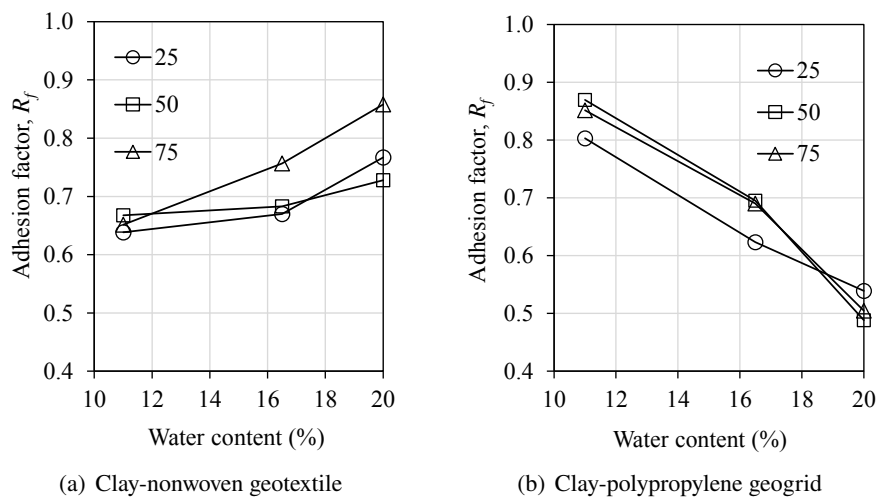 1.0
0.9
0.8
0.7
0.6
0.5
0.4
Adhesion factor, R_f
25
50
75
10 12 14 16 18 20
Water content (%)
(a) Clay-nonwoven geotextile
1.0
0.9
0.8
0.7
0.6
0.5
0.4
Adhesion factor, R_f
25
50
75
10 12 14 16 18 20
Water content (%)
(b) Clay-polypropylene geogrid